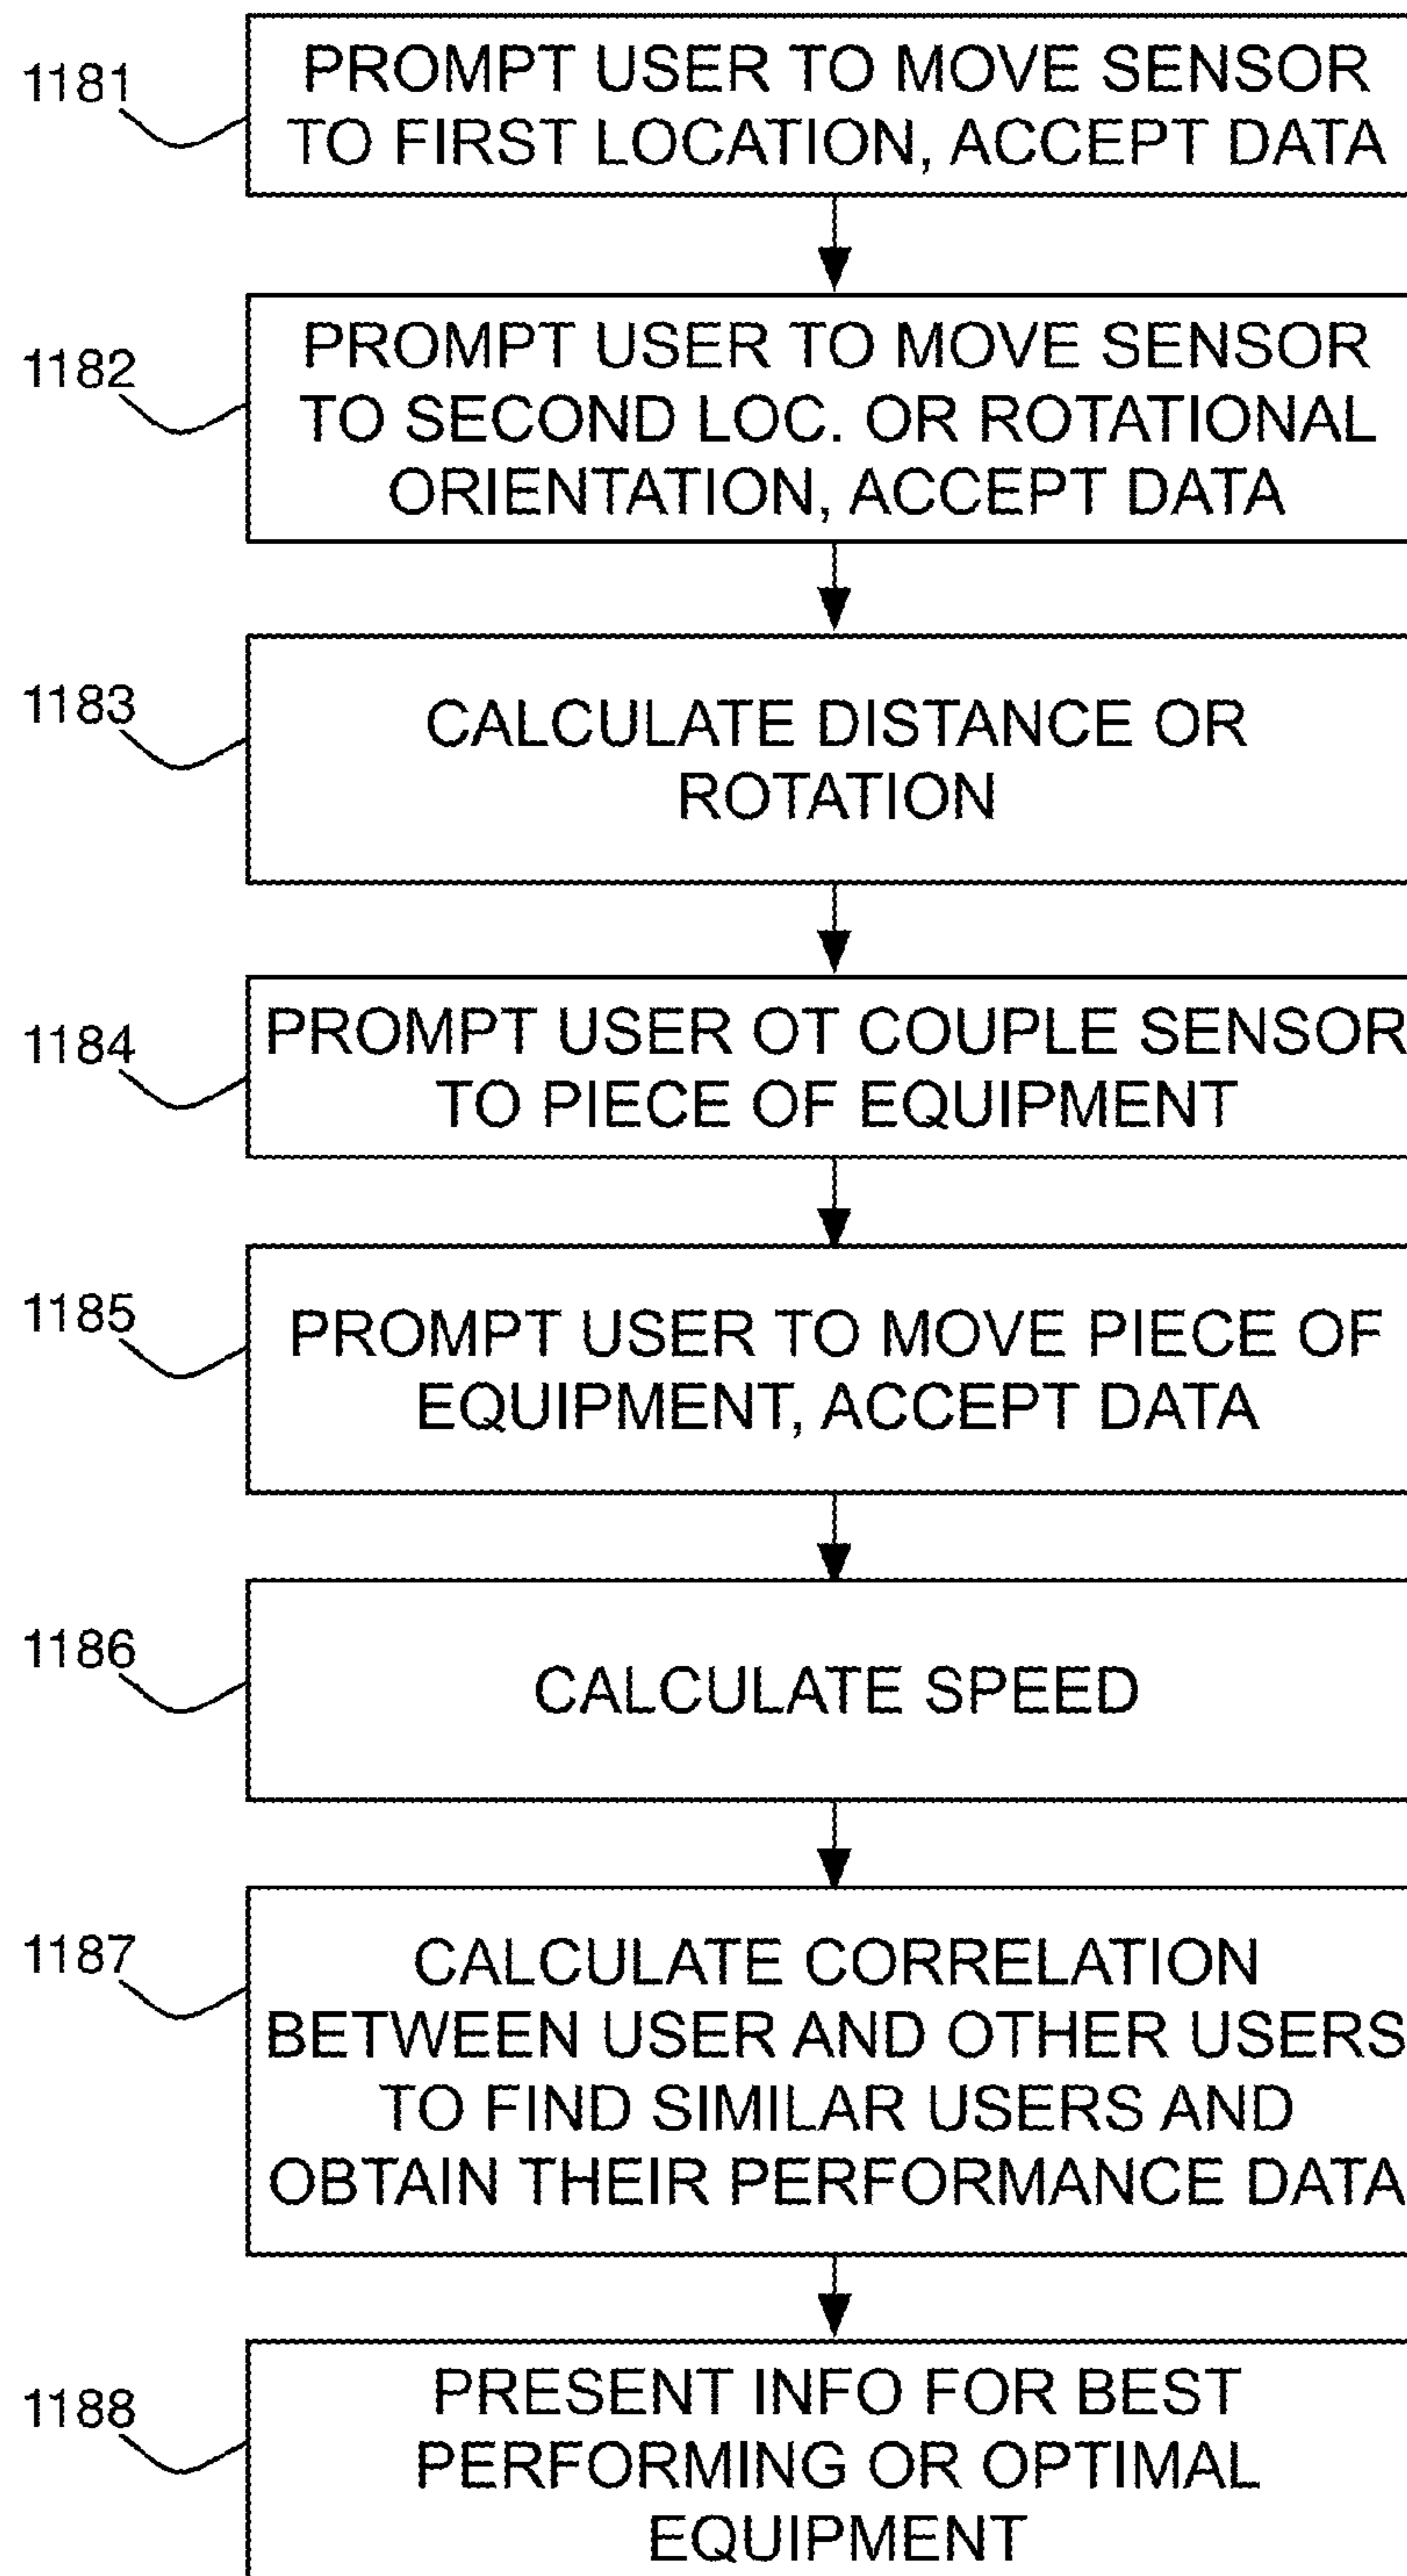 1181
PROMPT USER TO MOVE SENSOR
TO FIRST LOCATION, ACCEPT DATA
1182
PROMPT USER TO MOVE SENSOR
TO SECOND LOC. OR ROTATIONAL
ORIENTATION, ACCEPT DATA
1183
CALCULATE DISTANCE OR
ROTATION
1184
PROMPT USER OT COUPLE SENSOR
TO PIECE OF EQUIPMENT
1185
PROMPT USER TO MOVE PIECE OF
EQUIPMENT, ACCEPT DATA
1186
CALCULATE SPEED
1187
CALCULATE CORRELATION
BETWEEN USER AND OTHER USERS
TO FIND SIMILAR USERS AND
OBTAIN THEIR PERFORMANCE DATA
1188
PRESENT INFO FOR BEST
PERFORMING OR OPTIMAL
EQUIPMENT